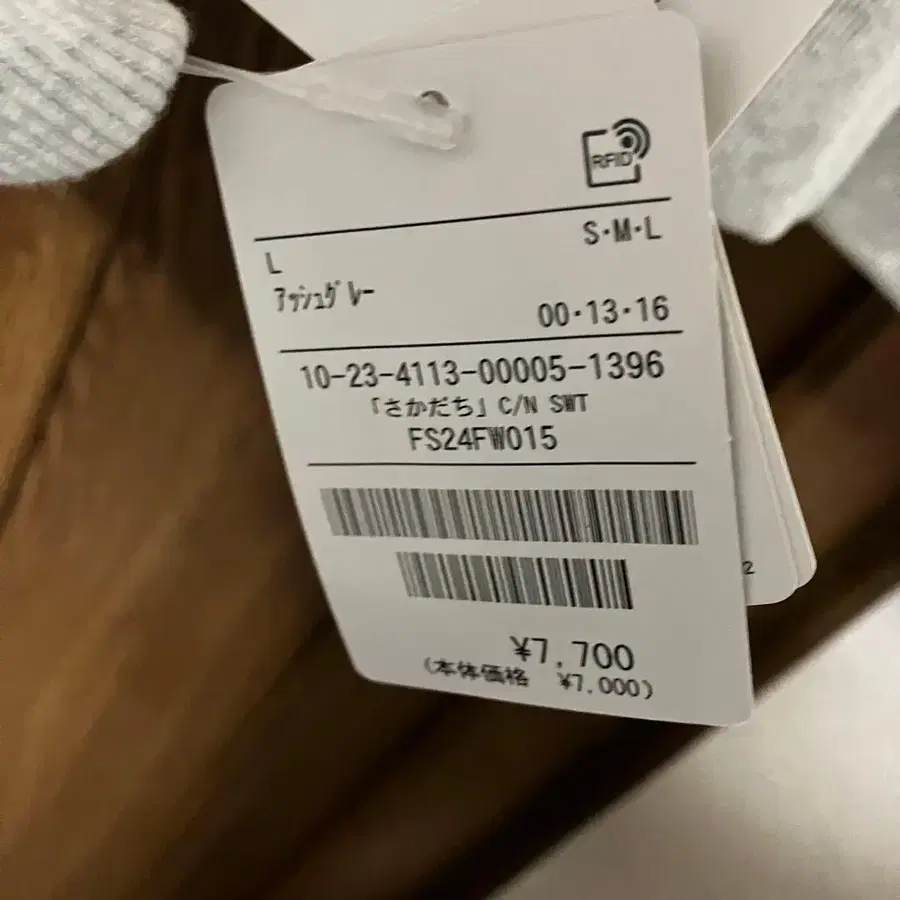 RFID
S·M·L
L
ｱｯｼｭｸﾞﾚｰ
00·13·16
10-23-4113-00005-1396
「さかだち」C/N SWT
FS24FW015
¥7,700
(本体価格 ¥7,000)
2